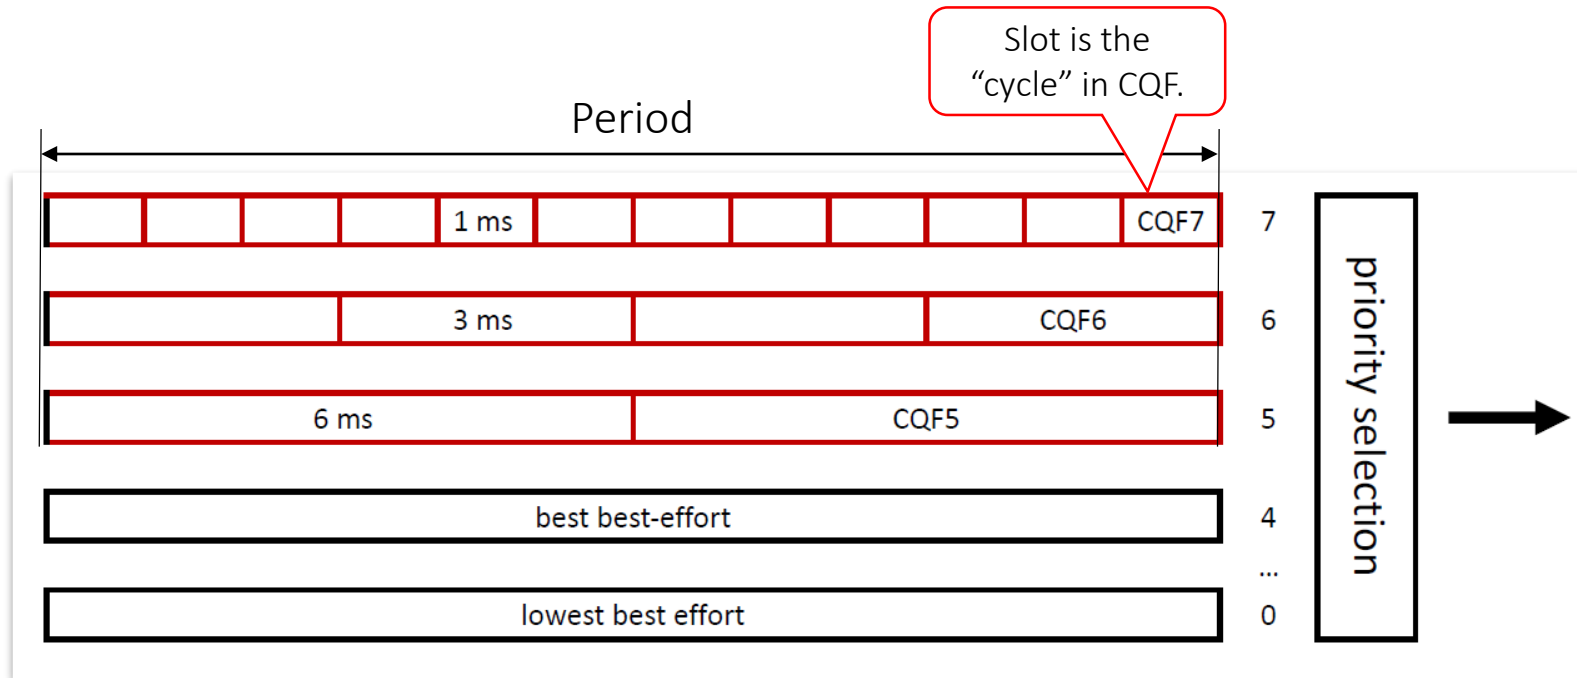 Slot is the
“cycle” in CQF.
Period
1 ms
CQF7
7
3 ms
CQF6
6
6 ms
CQF5
5
best best-effort
4
...
lowest best effort
0
priority selection